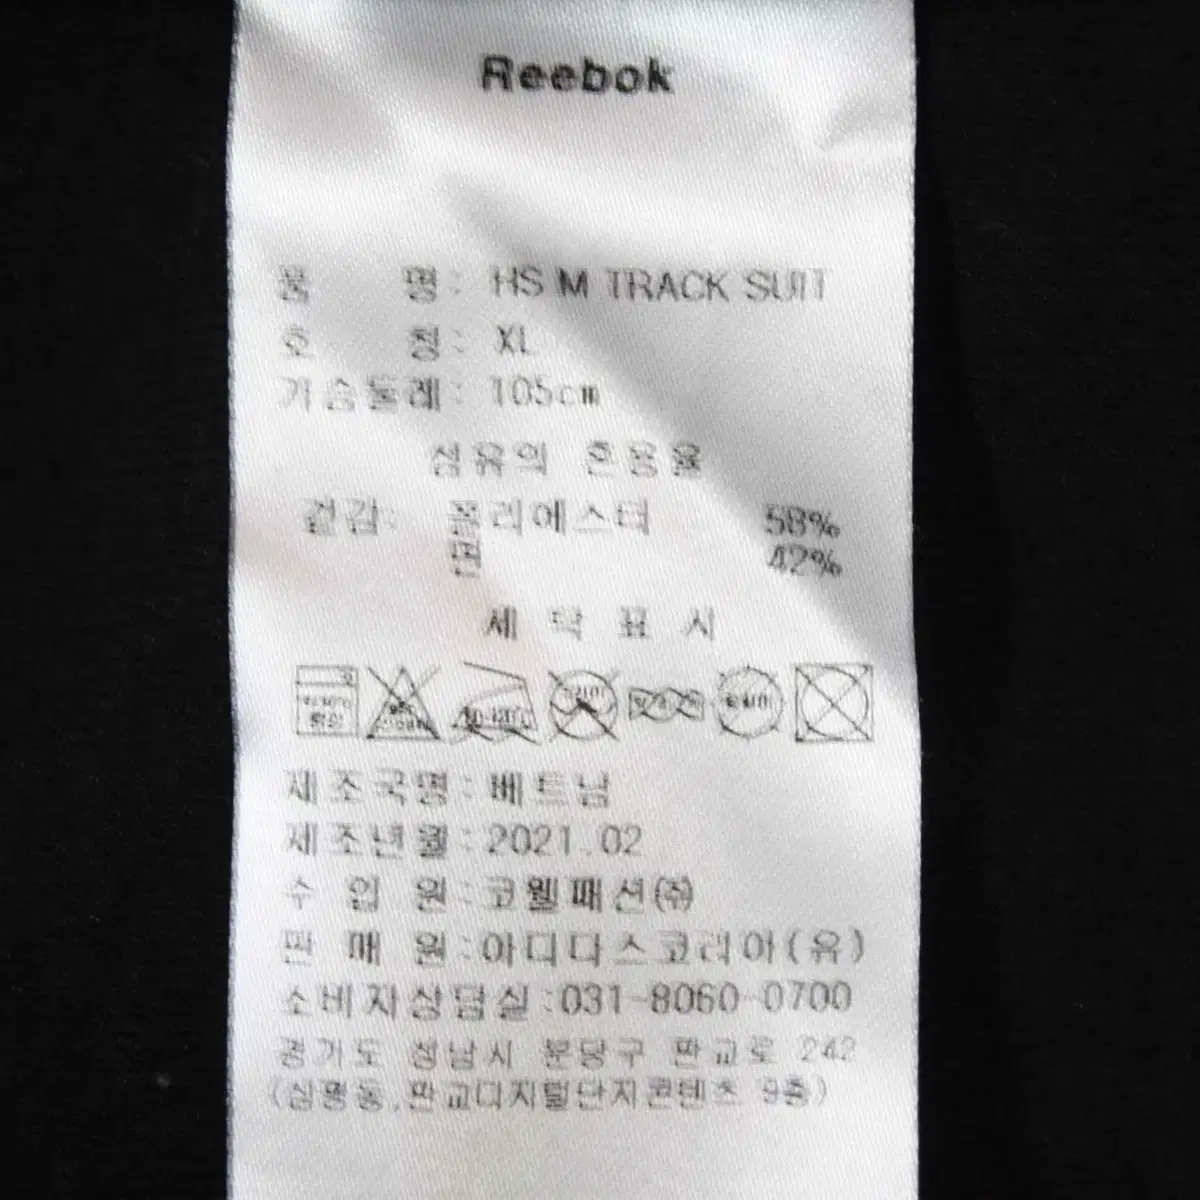 Reebok
품 명: HS M TRACK SUIT
호 칭: XL
가슴둘레: 105cm
섬유의 혼용율
겉감: 폴리에스터 58%
면 42%
세 탁 표 시
제조국명: 베트남
제조년월: 2021.02
수 입 원: 코웰패션(주)
판 매 원:아디다스코리아(유)
소비자상담실:031-8060-0700
경기도 성남시 분당구 판교로 242
(삼평동,판교디지털단지콘텐츠 9층)